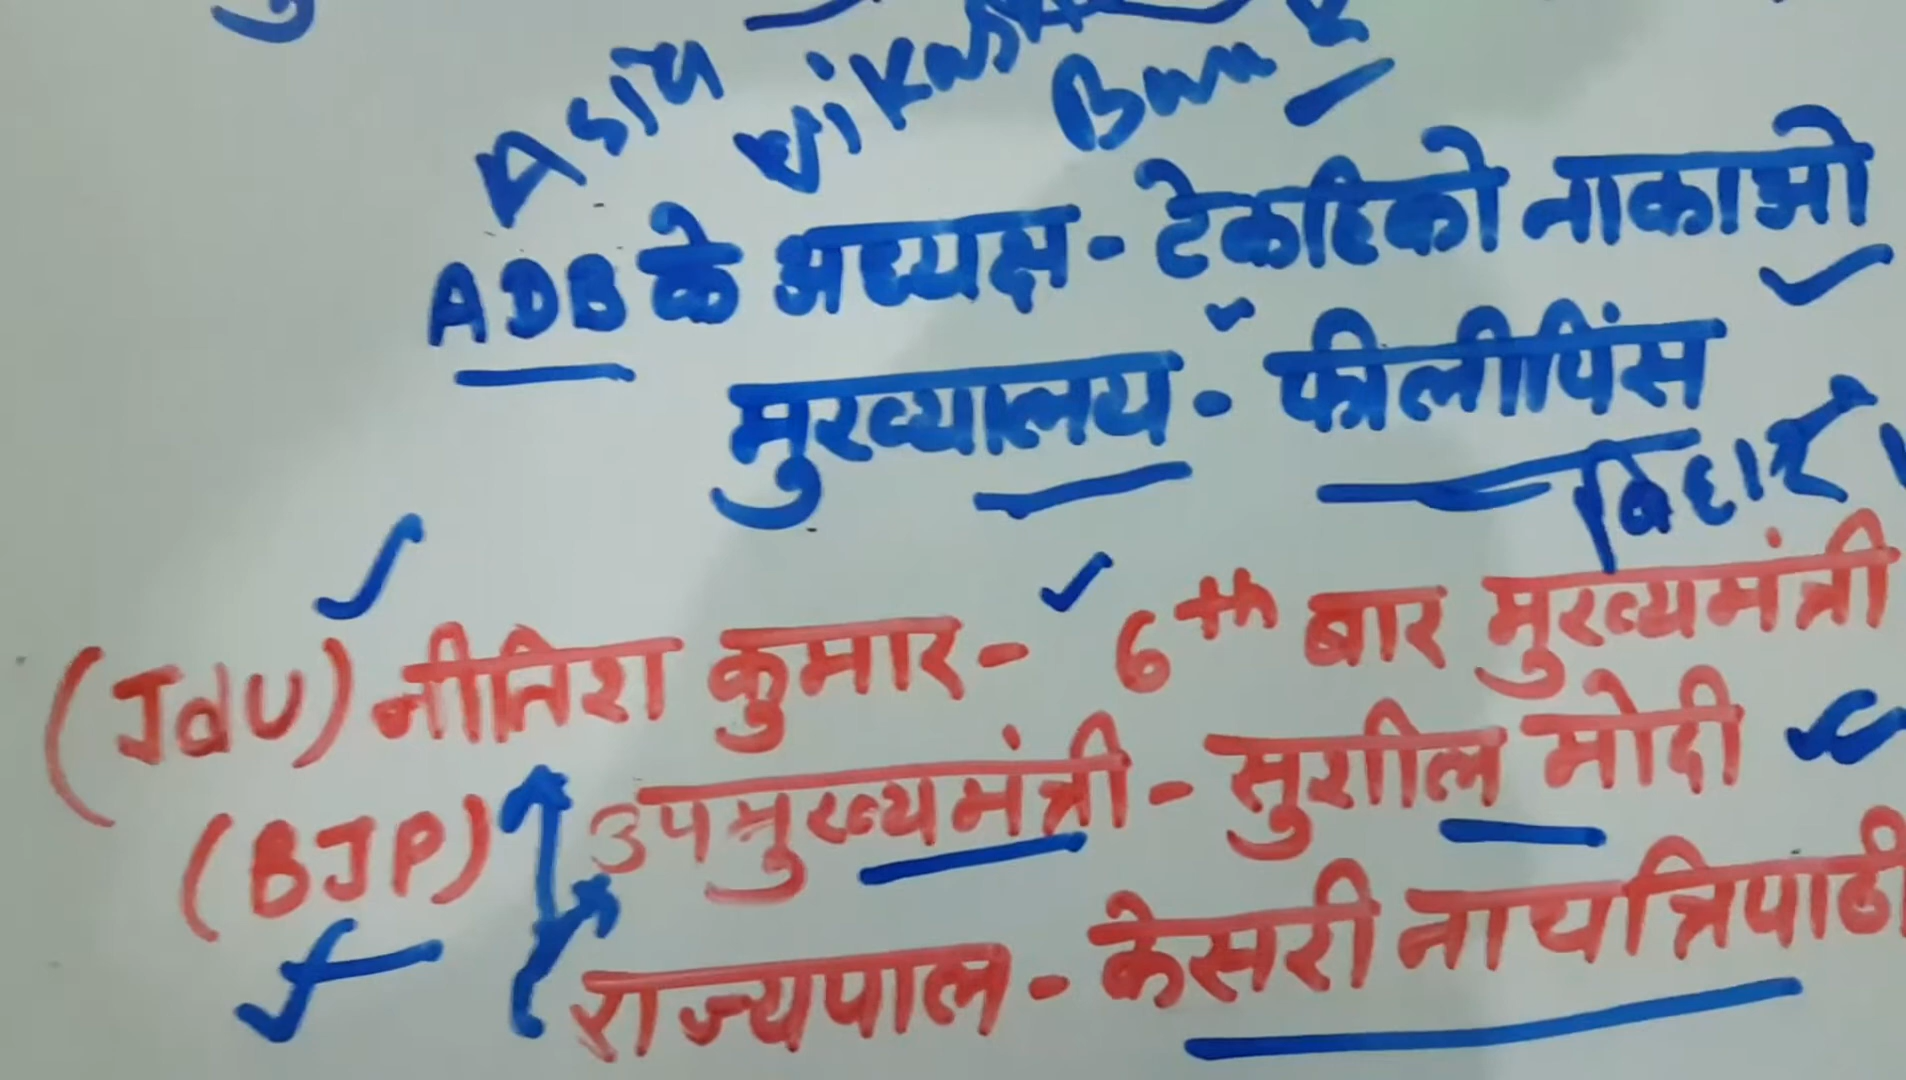 Asia vikas Bank
ADB के अध्यक्ष - टेकहिको नाकाओ
मुख्यालय - फीलीपिंस
बिहार
(JdU) नीतिश कुमार - 6th बार मुख्यमंत्री
(BJP) उपमुख्यमंत्री - सुशील मोदी
राज्यपाल - केसरी नाथ त्रिपाठी